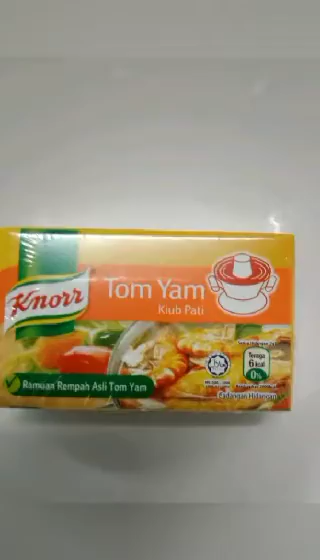 Knorr
Tom Yam
Kiub Pati
Ramuan Rempah Asli Tom Yam
Tenaga
6 kcal
0%
Cadangan Hidangan